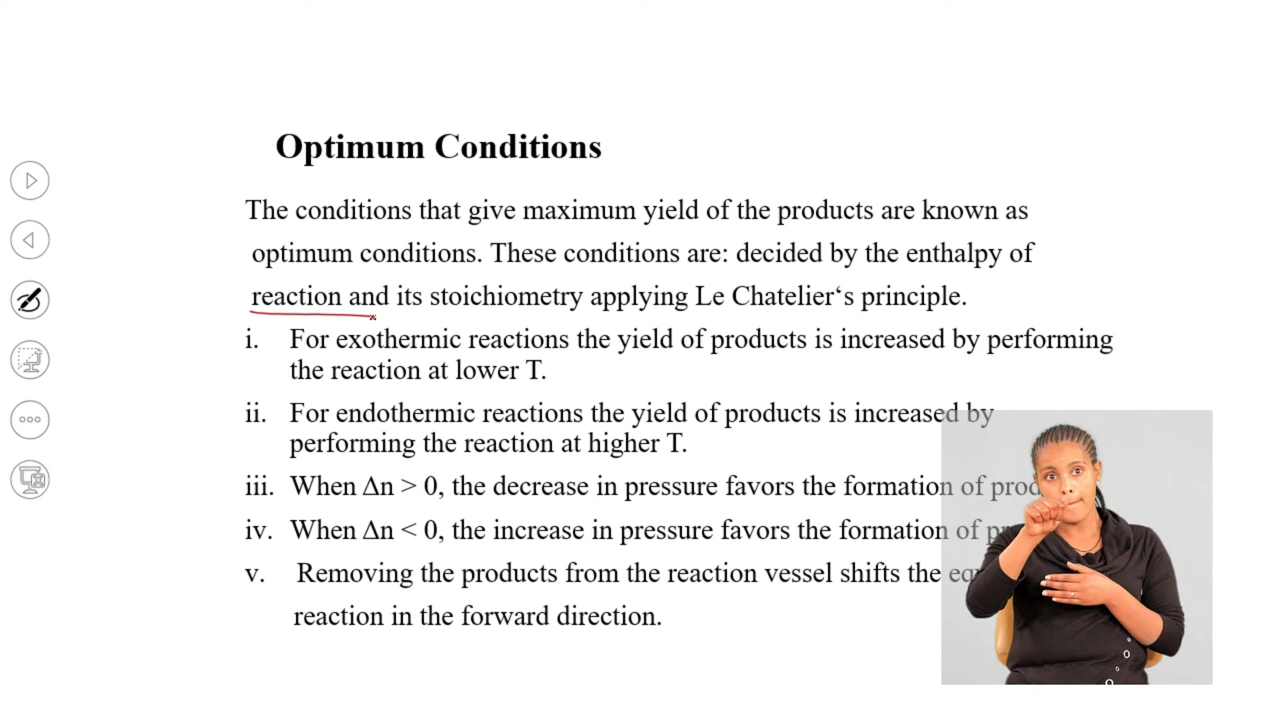 Optimum Conditions
The conditions that give maximum yield of the products are known as
optimum conditions. These conditions are: decided by the enthalpy of
reaction and its stoichiometry applying Le Chatelier‘s principle.
i. For exothermic reactions the yield of products is increased by performing
the reaction at lower T.
ii. For endothermic reactions the yield of products is increased by
performing the reaction at higher T.
iii. When Δn > 0, the decrease in pressure favors the formation of
iv. When Δn < 0, the increase in pressure favors the formation of
v. Removing the products from the reaction vessel shifts the
reaction in the forward direction.